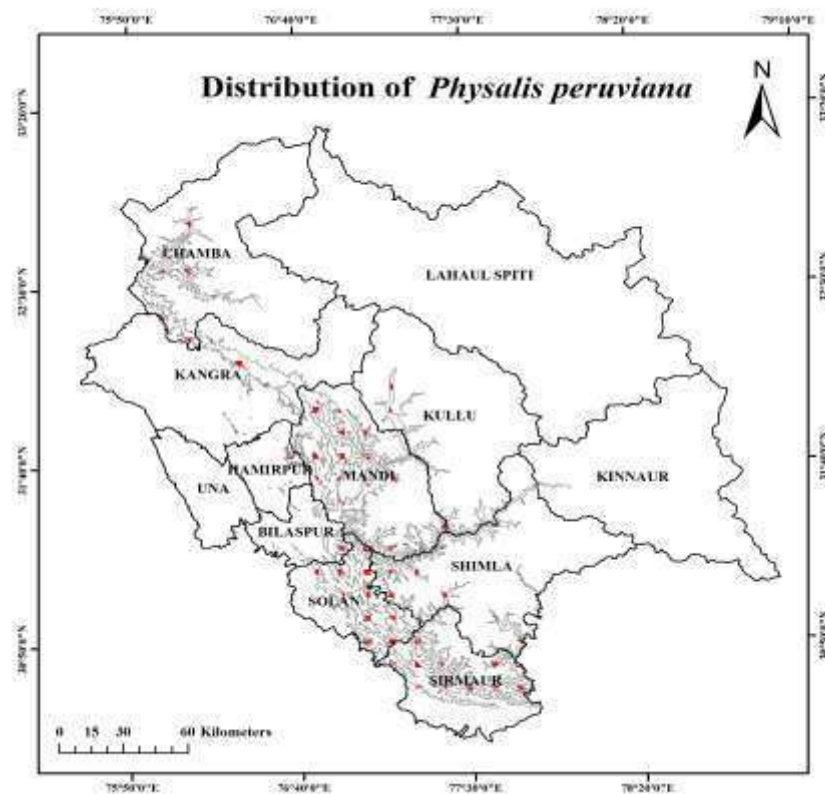 75°50'0"E 76°40'0"E 77°30'0"E 78°20'0"E 79°10'0"E
Distribution of Physalis peruviana
N
CHAMBA
LAHAUL SPITI
KANGRA
KULLU
HAMIRPUR
MANDI
KINNAUR
UNA
BILASPUR
SHIMLA
SOLAN
SIRMAUR
0 15 30 60 Kilometers
75°50'0"E 76°40'0"E 77°30'0"E 78°20'0"E